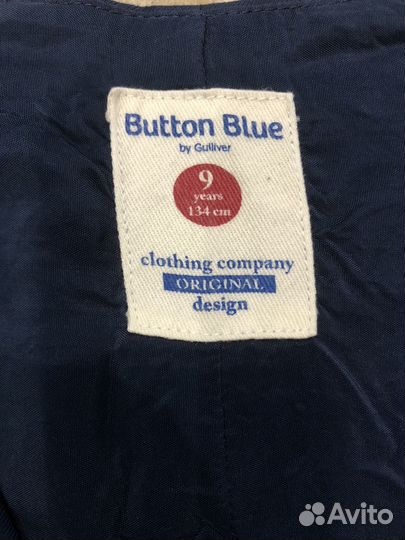 Button Blue
by Gulliver
9
years
134 cm
clothing company
ORIGINAL
design
Avito